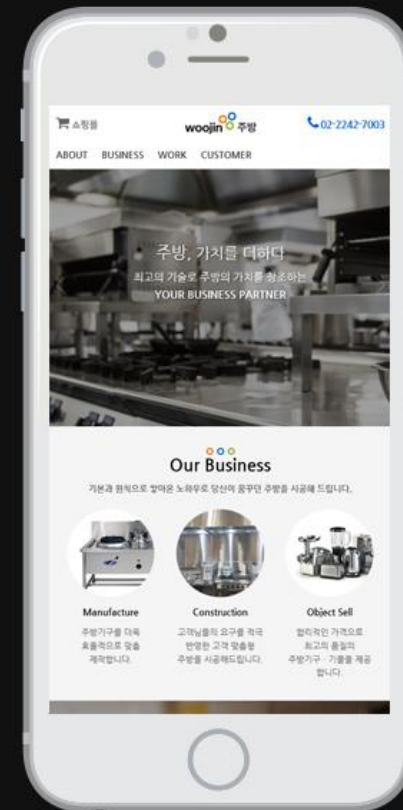 쇼핑몰
woojin 주방
02-2242-7003
ABOUT BUSINESS WORK CUSTOMER
주방, 가치를 더하다
최고의 기술로 주방의 가치를 창조하는
YOUR BUSINESS PARTNER
Our Business
기본과 원칙으로 쌓아온 노하우로 당신이 꿈꾸던 주방을 시공해 드립니다.
Manufacture
주방기구를 더욱
효율적으로 맞춤
제작합니다.
Construction
고객님들의 요구를 적극
반영한 고객 맞춤형
주방을 시공해드립니다.
Object Sell
합리적인 가격으로
최고의 품질의
주방기구 · 기물을 제공
합니다.